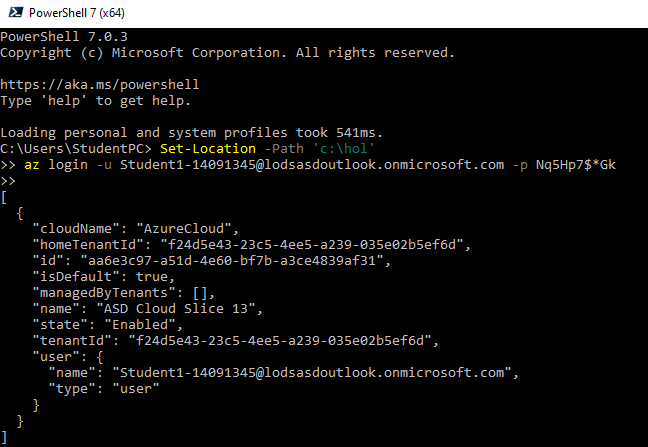 PowerShell 7 (x64)
PowerShell 7.0.3
Copyright (c) Microsoft Corporation. All rights reserved.
https://aka.ms/powershell
Type 'help' to get help.
Loading personal and system profiles took 541ms.
C:\Users\StudentPC> Set-Location -Path 'c:\hol'
>> az login -u Student1-14091345@lodsasdoutlook.onmicrosoft.com -p Nq5Hp7$*Gk
>>
[
  {
    "cloudName": "AzureCloud",
    "homeTenantId": "f24d5e43-23c5-4ee5-a239-035e02b5ef6d",
    "id": "aa6e3c97-a51d-4e60-bf7b-a3ce4839af31",
    "isDefault": true,
    "managedByTenants": [],
    "name": "ASD Cloud Slice 13",
    "state": "Enabled",
    "tenantId": "f24d5e43-23c5-4ee5-a239-035e02b5ef6d",
    "user": {
      "name": "Student1-14091345@lodsasdoutlook.onmicrosoft.com",
      "type": "user"
    }
  }
]